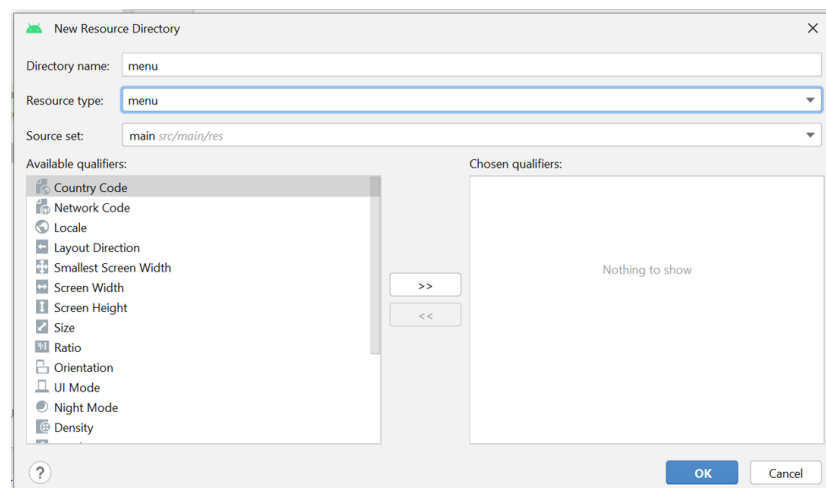 New Resource Directory
Directory name: menu
Resource type: menu
Source set: main src/main/res
Available qualifiers:
Chosen qualifiers:
Country Code
Network Code
Locale
Layout Direction
Smallest Screen Width
Screen Width
Screen Height
Size
Ratio
Orientation
UI Mode
Night Mode
Density
>>
<<
Nothing to show
?
OK
Cancel